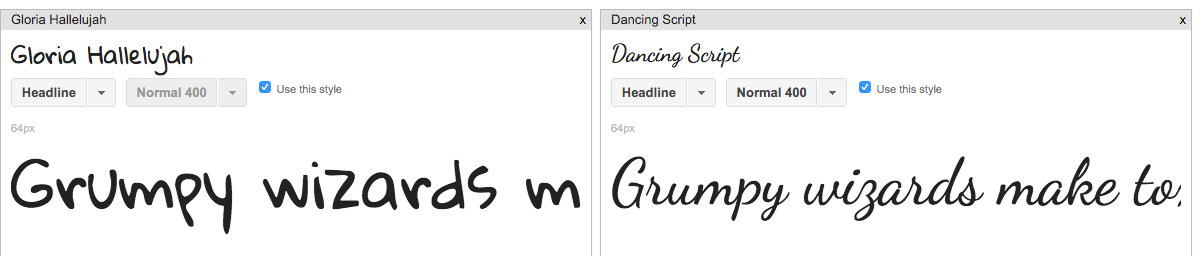 Gloria Hallelujah x
Gloria Hallelujah
Headline Normal 400 Use this style
64px
Grumpy wizards m
Dancing Script x
Dancing Script
Headline Normal 400 Use this style
64px
Grumpy wizards make to